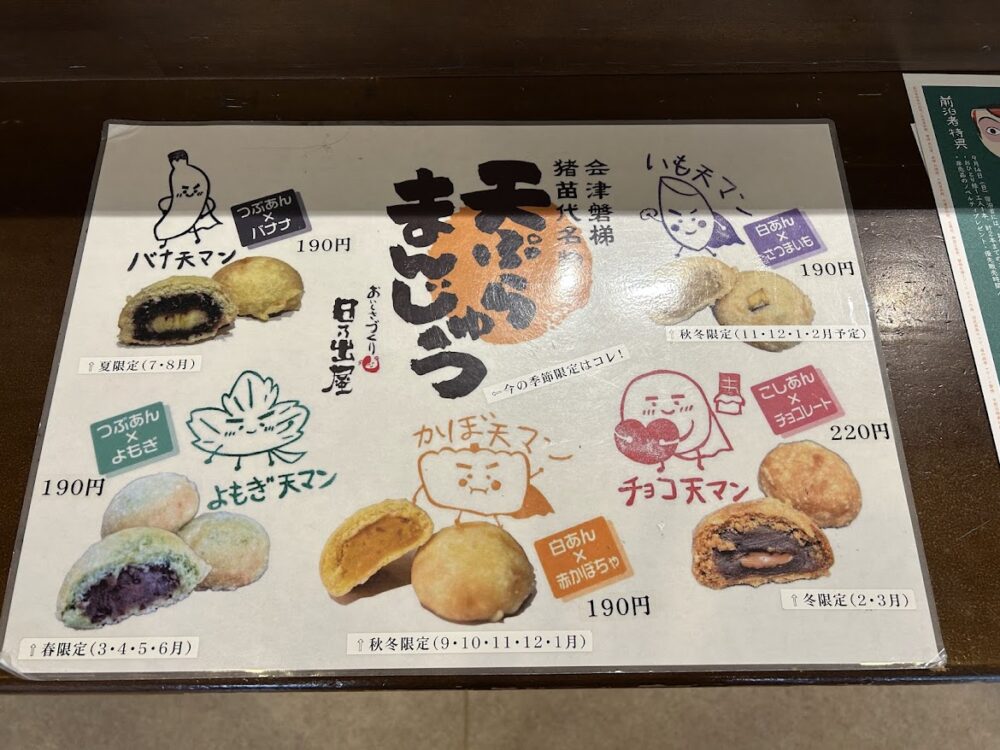 会津磐梯
猪苗代名物
天ぷら
まんじゅう
おいしさづくり
日乃出屋
←今の季節限定はコレ!
バナ天マン
つぶあん
×
バナナ
190円
⇧夏限定(7・8月)
いも天マン
白あん
×
さつまいも
190円
⇧秋冬限定(11・12・1・2月予定)
つぶあん
×
よもぎ
190円
よもぎ天マン
⇧春限定(3・4・5・6月)
かぼ天マン
白あん
×
赤かぼちゃ
190円
⇧秋冬限定(9・10・11・12・1月)
こしあん
×
チョコレート
220円
チョコ天マン
⇧冬限定(2・3月)
前泊者特典